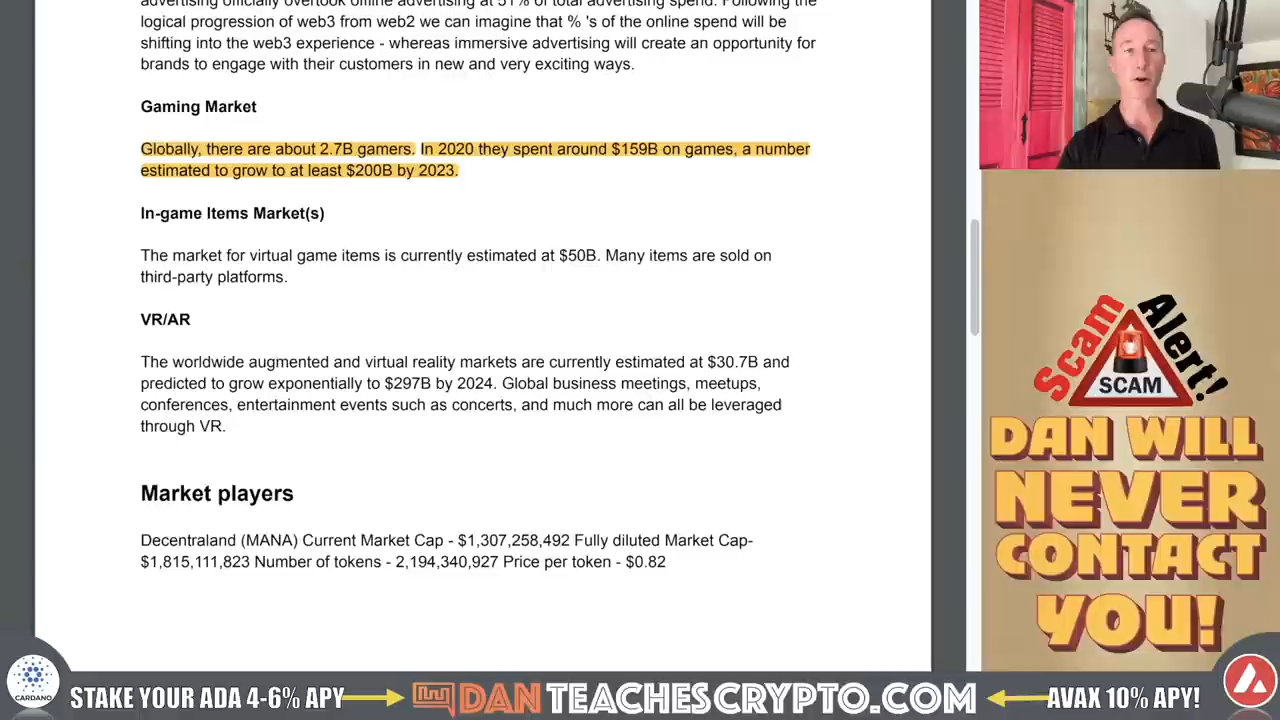 advertising officially overtook offline advertising at 51% of total advertising spend. Following the
logical progression of web3 from web2 we can imagine that % 's of the online spend will be
shifting into the web3 experience - whereas immersive advertising will create an opportunity for
brands to engage with their customers in new and very exciting ways.
Gaming Market
Globally, there are about 2.7B gamers. In 2020 they spent around $159B on games, a number
estimated to grow to at least $200B by 2023.
In-game Items Market(s)
The market for virtual game items is currently estimated at $50B. Many items are sold on
third-party platforms.
VR/AR
The worldwide augmented and virtual reality markets are currently estimated at $30.7B and
predicted to grow exponentially to $297B by 2024. Global business meetings, meetups,
conferences, entertainment events such as concerts, and much more can all be leveraged
through VR.
Market players
Decentraland (MANA) Current Market Cap - $1,307,258,492 Fully diluted Market Cap-
$1,815,111,823 Number of tokens - 2,194,340,927 Price per token - $0.82
Scam Alert!
SCAM
DAN WILL
NEVER
CONTACT
YOU!
CARDANO
STAKE YOUR ADA 4-6% APY
DANTEACHESCRYPTO.COM
AVAX 10% APY!